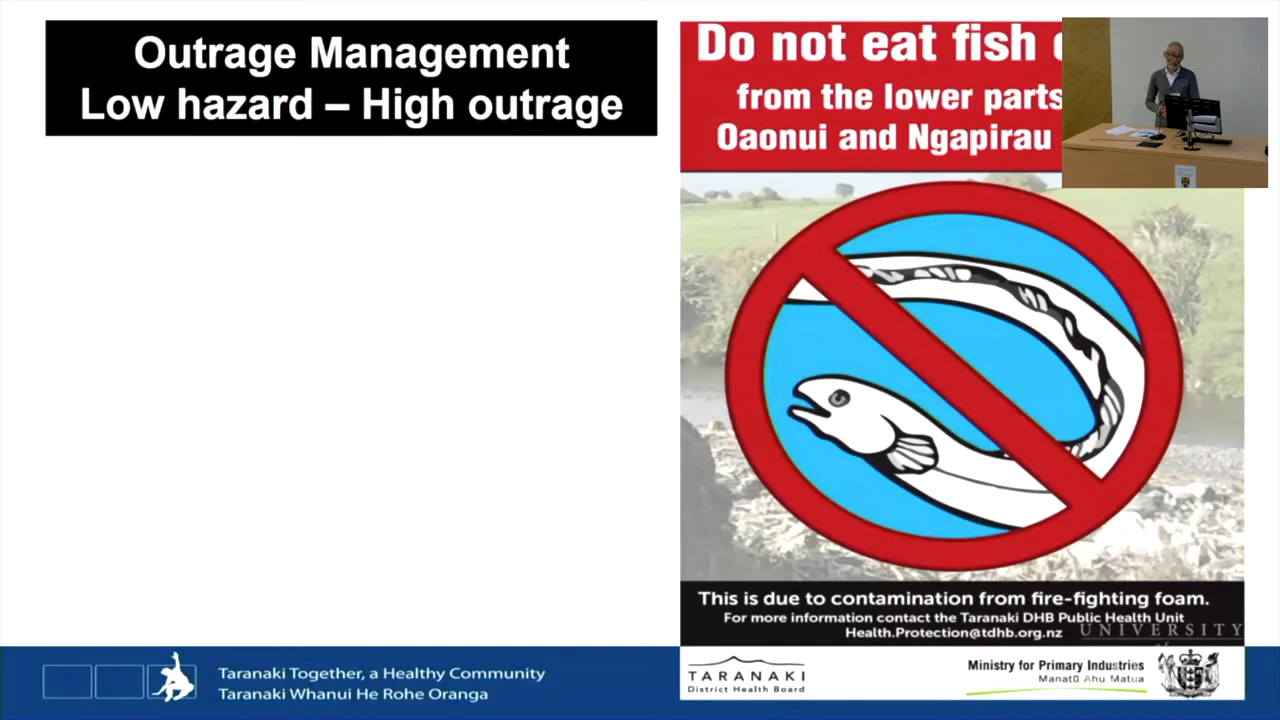 Outrage Management
Low hazard – High outrage
Do not eat fish
from the lower parts
Oaonui and Ngapirau
This is due to contamination from fire-fighting foam.
For more information contact the Taranaki DHB Public Health Unit
Health.Protection@tdhb.org.nz
UNIVERSITY
Taranaki Together, a Healthy Community
Taranaki Whanui He Rohe Oranga
TARANAKI
District Health Board
Ministry for Primary Industries
Manatū Ahu Matua